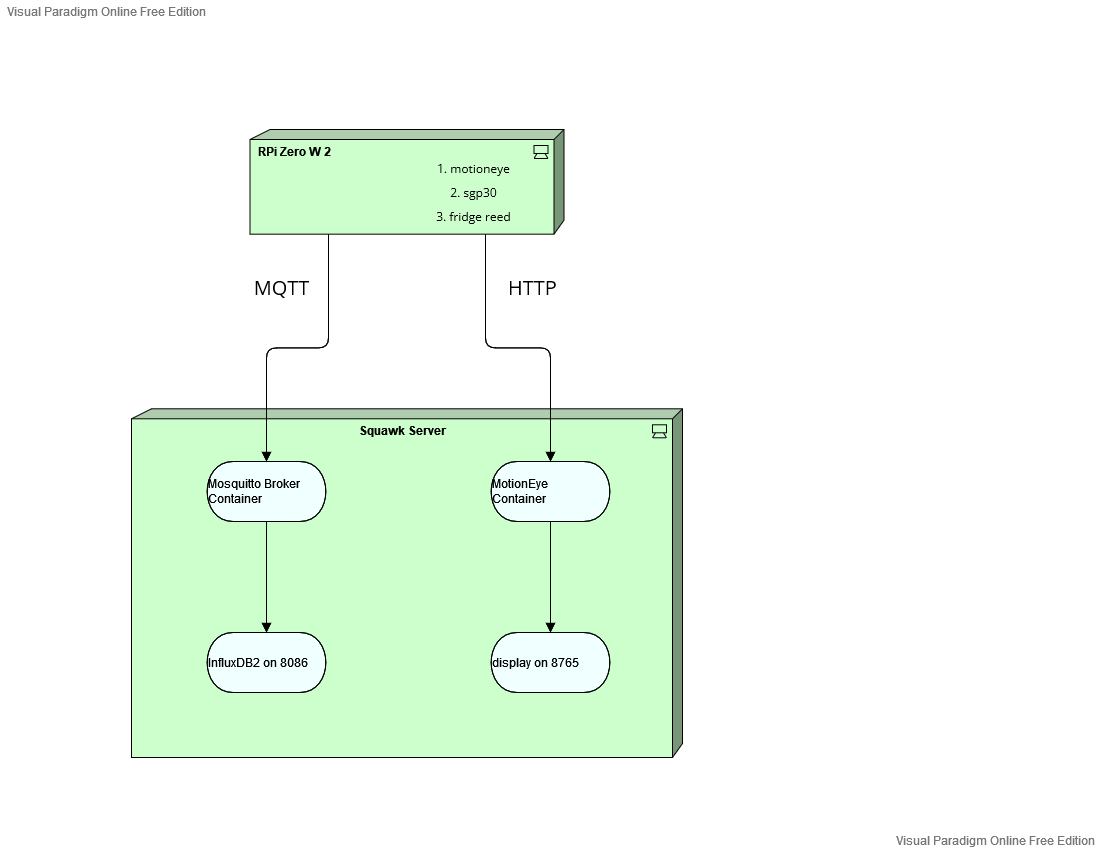 Visual Paradigm Online Free Edition
RPi Zero W 2
1. motioneye
2. sgp30
3. fridge reed
MQTT
HTTP
Squawk Server
Mosquitto Broker
Container
MotionEye
Container
InfluxDB2 on 8086
display on 8765
Visual Paradigm Online Free Edition